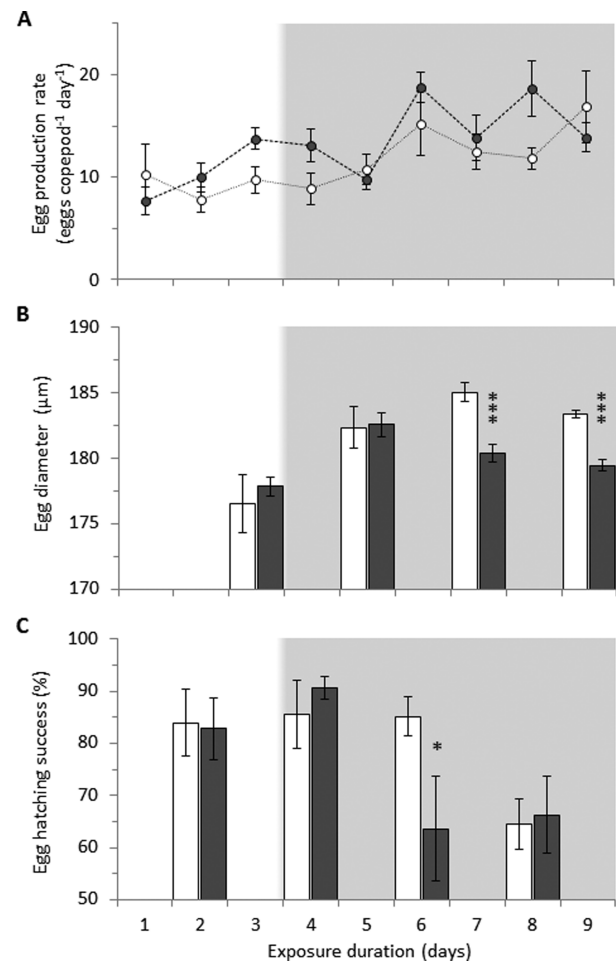 A
Egg production rate
(eggs copepod⁻¹ day⁻¹)
20
10
0
B
Egg diameter (µm)
190
185
180
175
170
***
***
C
Egg hatching success (%)
100
90
80
70
60
50
*
1 2 3 4 5 6 7 8 9
Exposure duration (days)